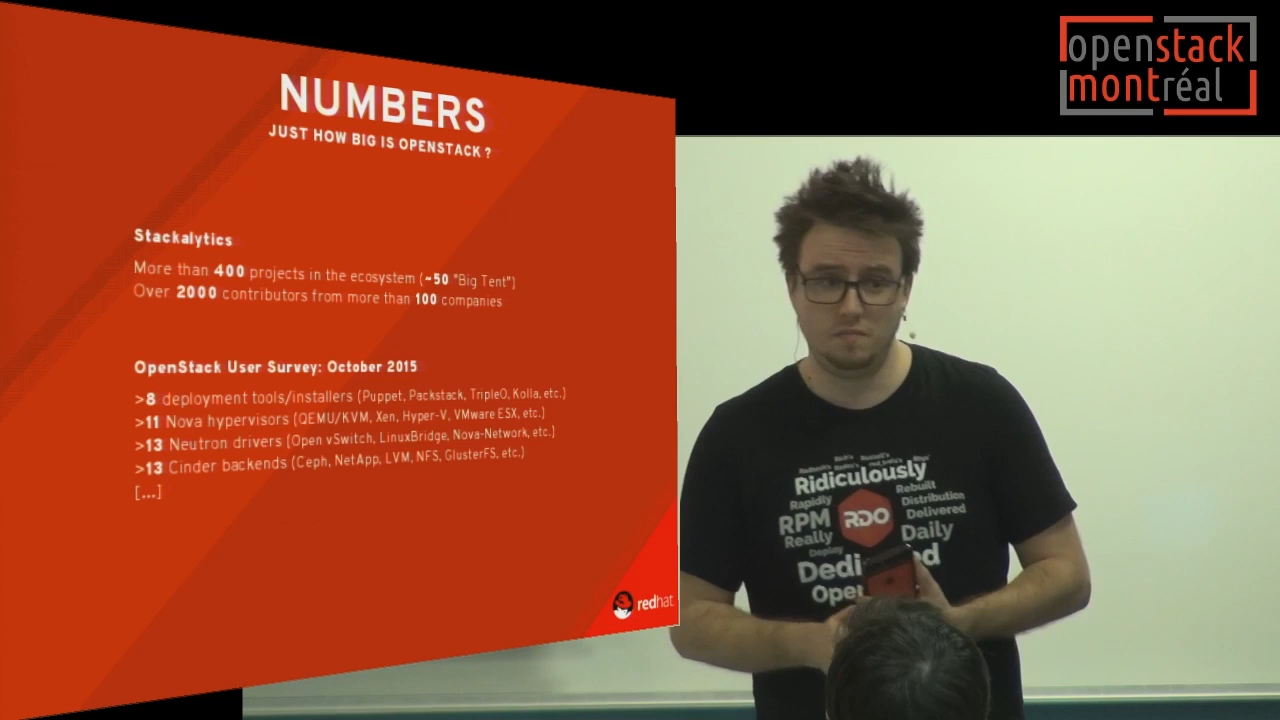 NUMBERS
JUST HOW BIG IS OPENSTACK ?
Stackalytics
More than 400 projects in the ecosystem (~50 "Big Tent")
Over 2000 contributors from more than 100 companies
OpenStack User Survey: October 2015
>8 deployment tools/installers (Puppet, Packstack, TripleO, Kolla, etc.)
>11 Nova hypervisors (QEMU/KVM, Xen, Hyper-V, VMware ESX, etc.)
>13 Neutron drivers (Open vSwitch, LinuxBridge, Nova-Network, etc.)
>13 Cinder backends (Ceph, NetApp, LVM, NFS, GlusterFS, etc.)
[...]
redhat
openstack
montréal
Ridiculously
Rapidly
RPM
Really
Deploy
RDO
Rebuilt
Distribution
Delivered
Daily